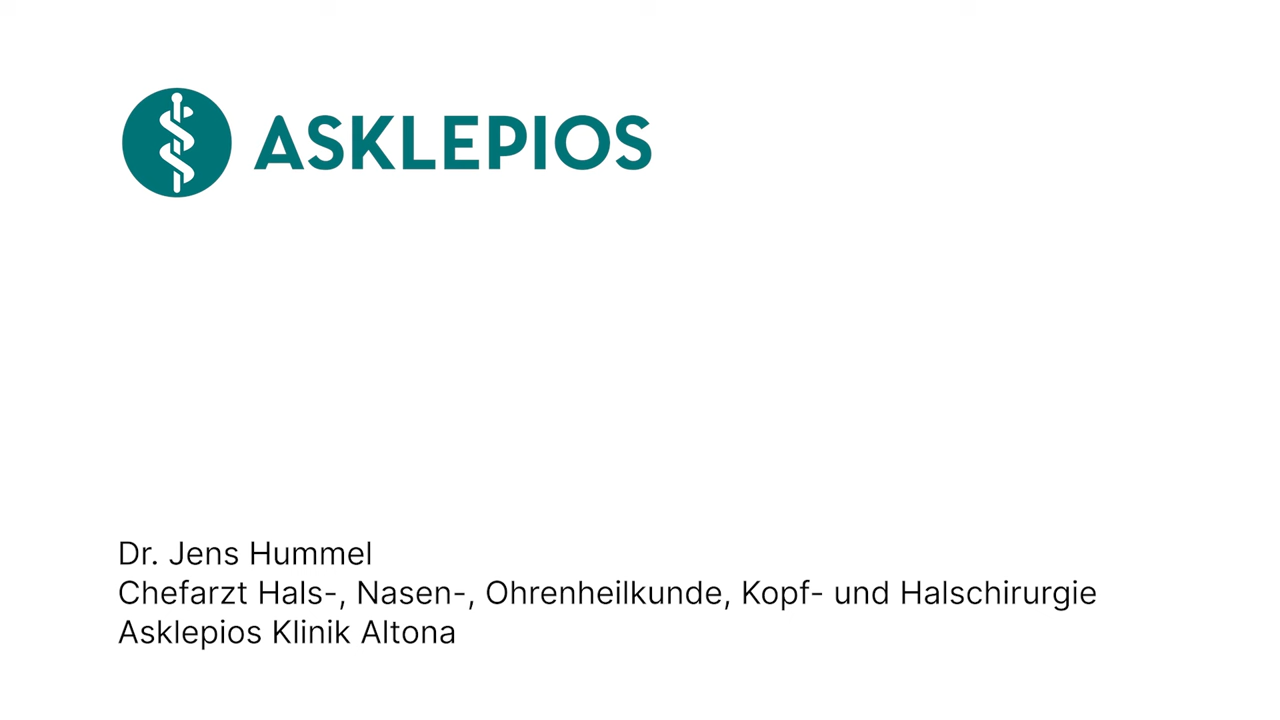 ASKLEPIOS
Dr. Jens Hummel
Chefarzt Hals-, Nasen-, Ohrenheilkunde, Kopf- und Halschirurgie
Asklepios Klinik Altona